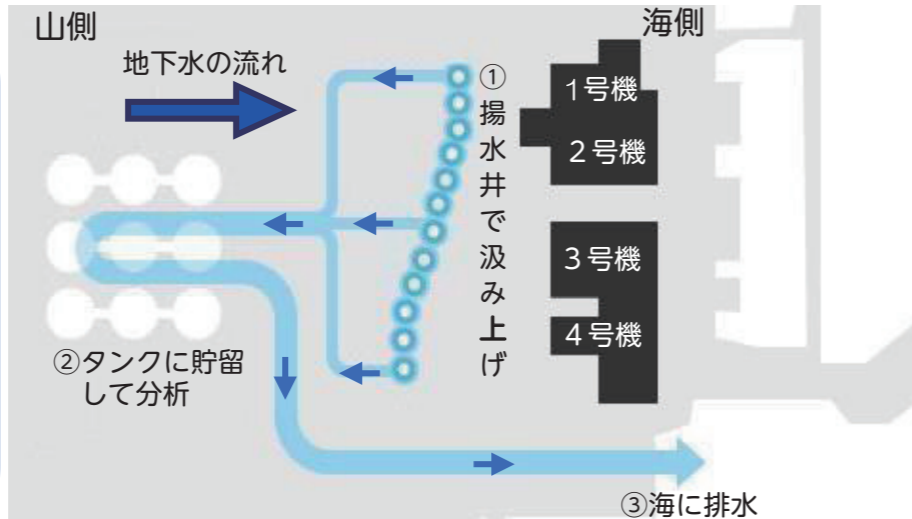 山側
海側
地下水の流れ
①揚水井で汲み上げ
1号機
2号機
3号機
4号機
②タンクに貯留
して分析
③海に排水